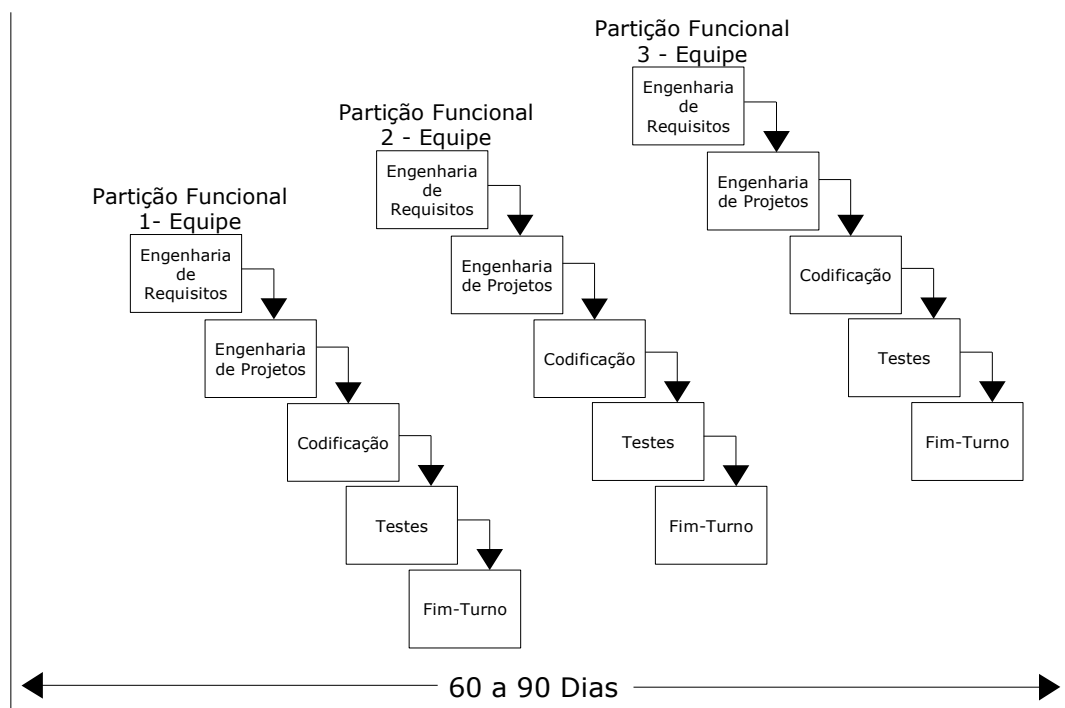 Partição Funcional
1- Equipe
Engenharia
de
Requisitos
Engenharia
de Projetos
Codificação
Testes
Fim-Turno
Partição Funcional
2 - Equipe
Engenharia
de
Requisitos
Engenharia
de Projetos
Codificação
Testes
Fim-Turno
Partição Funcional
3 - Equipe
Engenharia
de
Requisitos
Engenharia
de Projetos
Codificação
Testes
Fim-Turno
60 a 90 Dias